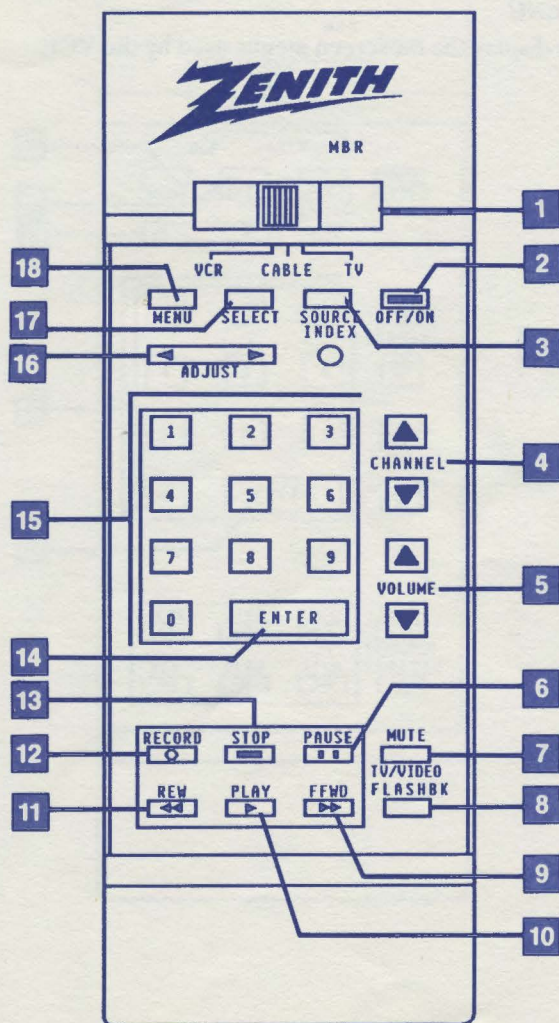 ZENITH
MBR
1
VCR CABLE TV
2
18
MENU SELECT SOURCE INDEX OFF/ON
17
3
16
ADJUST
1 2 3
CHANNEL
4
4 5 6
15
7 8 9
VOLUME
5
0 ENTER
14
13
6
RECORD STOP PAUSE MUTE
12
7
TV/VIDEO
REW PLAY FFWD FLASHBK
11
8
9
10